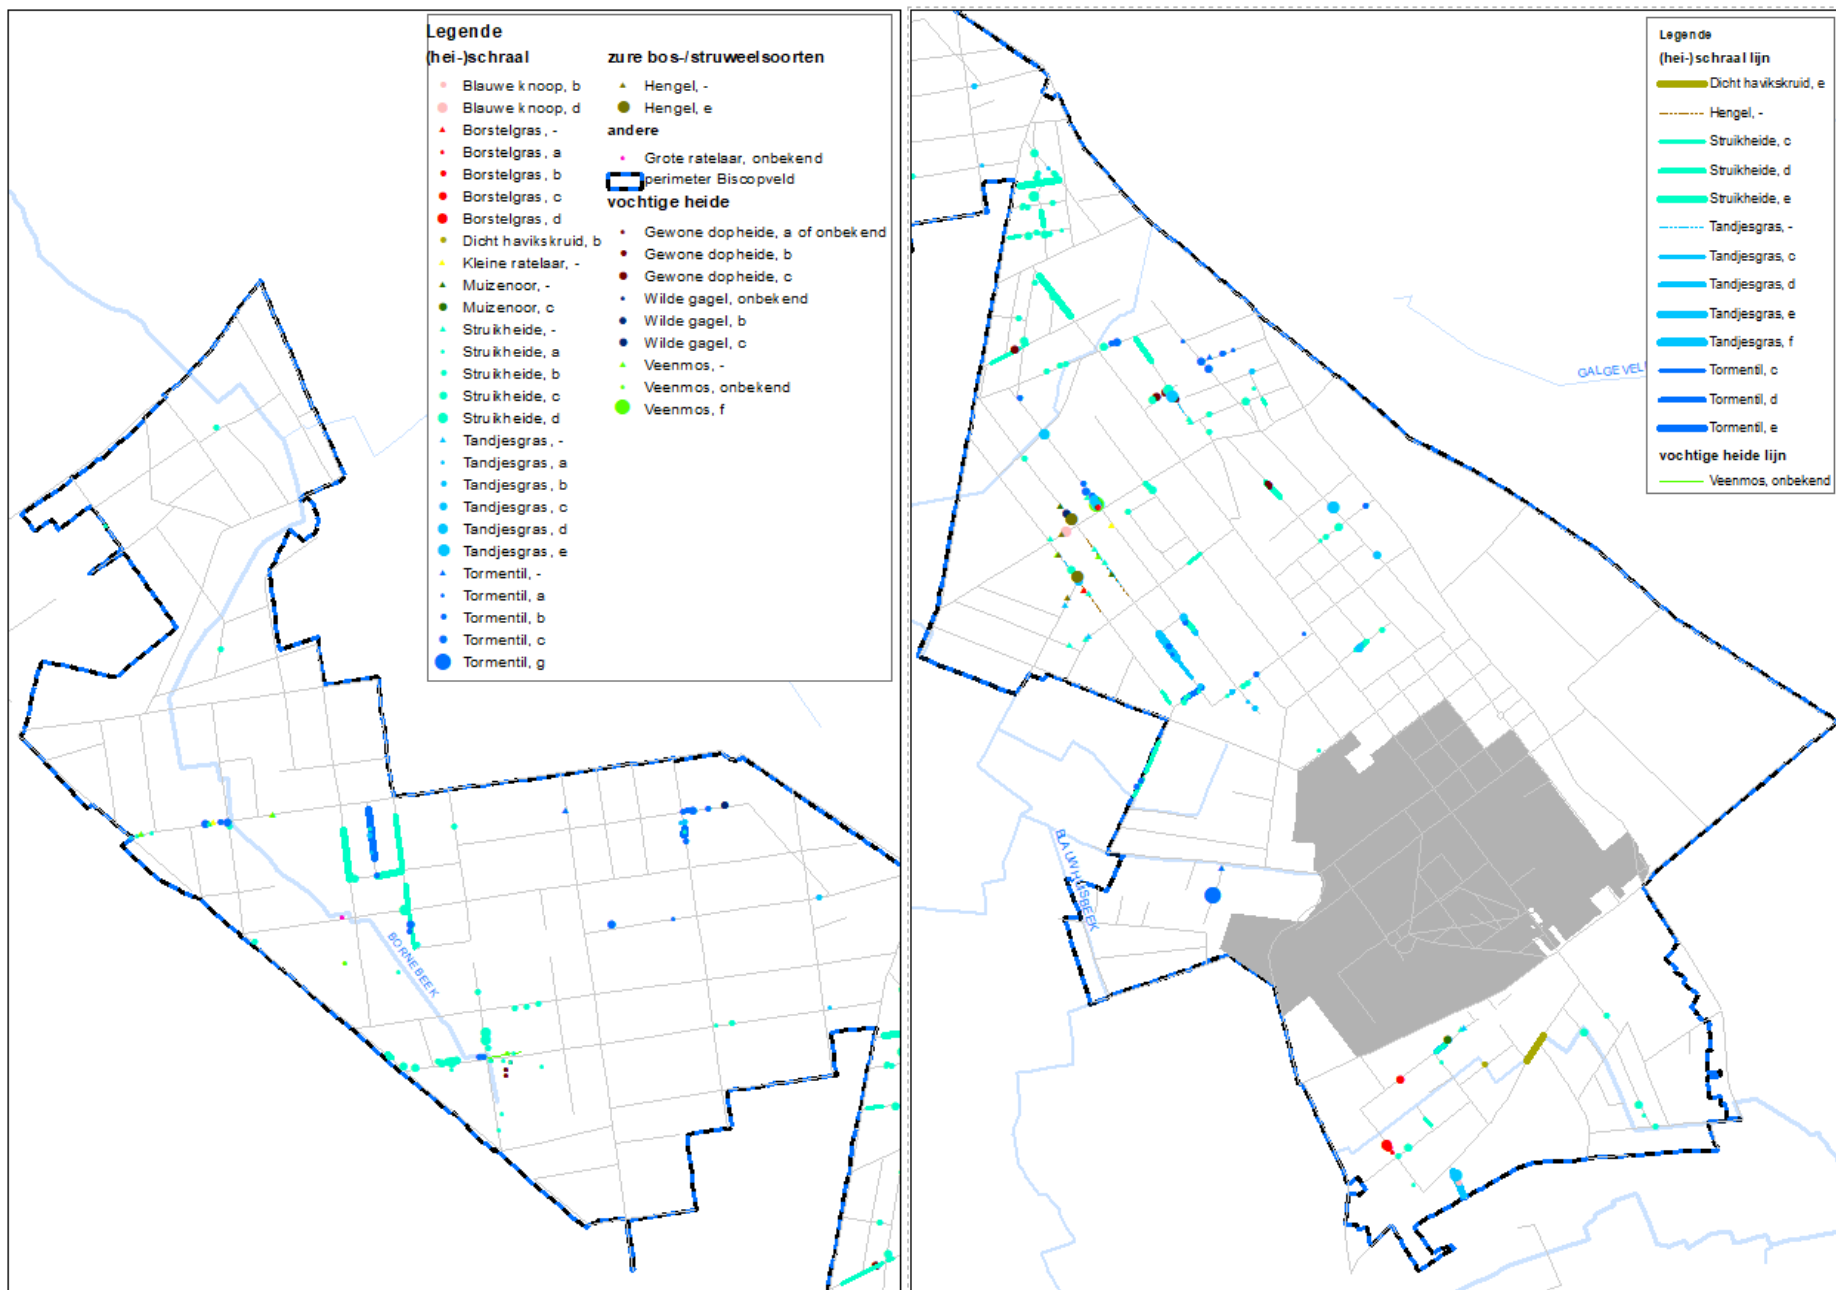 Legende
(hei-)schraal
Blauwe knoop, b
Blauwe knoop, d
Borstelgras, -
Borstelgras, a
Borstelgras, b
Borstelgras, c
Borstelgras, d
Dicht havikskruid, b
Kleine ratelaar, -
Muizenoor, -
Muizenoor, c
Struikheide, -
Struikheide, a
Struikheide, b
Struikheide, c
Struikheide, d
Tandjesgras, -
Tandjesgras, a
Tandjesgras, b
Tandjesgras, c
Tandjesgras, d
Tandjesgras, e
Tormentil, -
Tormentil, a
Tormentil, b
Tormentil, c
Tormentil, g
zure bos-/struweelsoorten
Hengel, -
Hengel, e
andere
Grote ratelaar, onbekend
perimeter Biscopveld
vochtige heide
Gewone dopheide, a of onbekend
Gewone dopheide, b
Gewone dopheide, c
Wilde gagel, onbekend
Wilde gagel, b
Wilde gagel, c
Veenmos, -
Veenmos, onbekend
Veenmos, f
BORNEBEEK
Legende
(hei-)schraal lijn
Dicht havikskruid, e
Hengel, -
Struikheide, c
Struikheide, d
Struikheide, e
Tandjesgras, -
Tandjesgras, c
Tandjesgras, d
Tandjesgras, e
Tandjesgras, f
Tormentil, c
Tormentil, d
Tormentil, e
vochtige heide lijn
Veenmos, onbekend